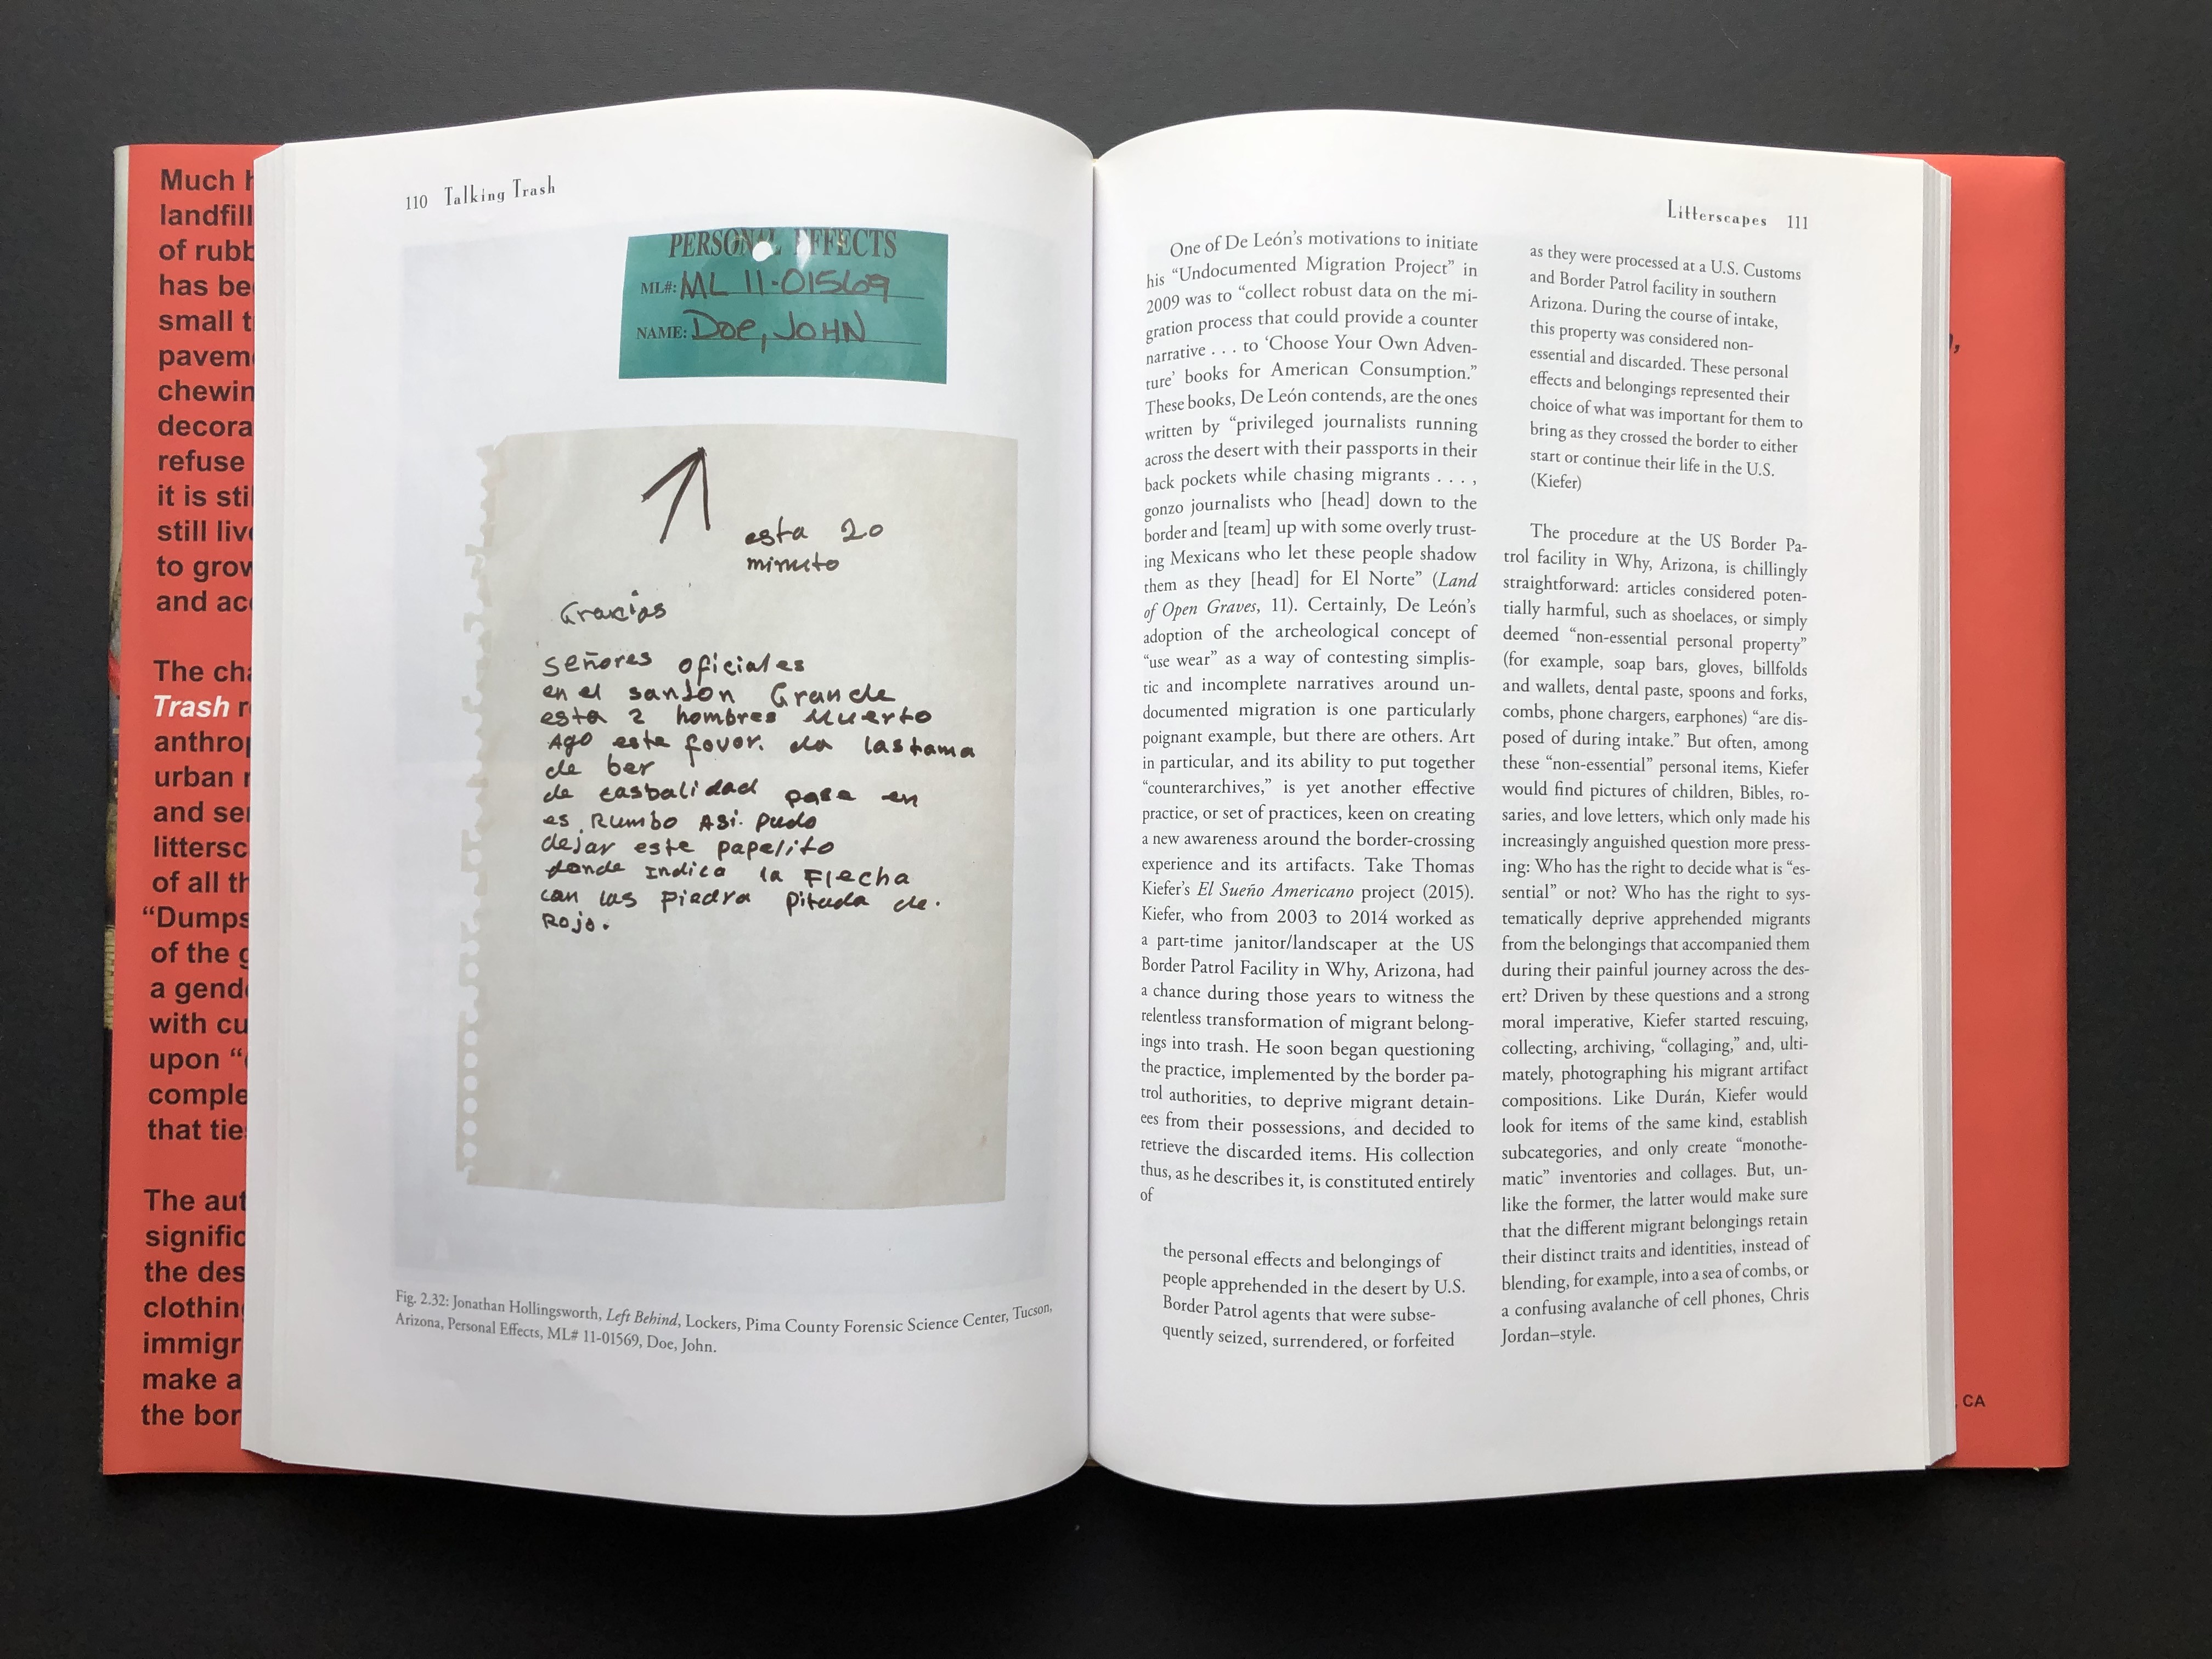 Much
landfill
of rubb
has be
small t
pavem
chewin
decora
refuse
it is sti
still liv
to grow
and ac
The cha
Trash r
anthrop
urban r
and ser
littersc
of all th
“Dumps
of the g
a gend
with cu
upon “
comple
that tie
The aut
signific
the des
clothin
immigr
make a
the bor
110 Talking Trash
PERSONAL EFFECTS
ML#: ML 11-01569
NAME: Doe, JOHN
esta 20
minuto
Gracias
Señores oficiales
en el sanjon Grande
esta 2 hombres Muerto
Ago este favor. da lastama
de ber
de casbalidad pase en
es Rumbo Asi. pudo
dejar este papelito
donde Indica la Flecha
can las piedra pitada de.
Rojo.
Fig. 2.32: Jonathan Hollingsworth, Left Behind, Lockers, Pima County Forensic Science Center, Tucson,
Arizona, Personal Effects, ML# 11-01569, Doe, John.
Litterscapes 111
One of De León’s motivations to initiate
his “Undocumented Migration Project” in
2009 was to “collect robust data on the mi-
gration process that could provide a counter
narrative . . . to ‘Choose Your Own Adven-
ture’ books for American Consumption.”
These books, De León contends, are the ones
written by “privileged journalists running
across the desert with their passports in their
back pockets while chasing migrants . . . ,
gonzo journalists who [head] down to the
border and [team] up with some overly trust-
ing Mexicans who let these people shadow
them as they [head] for El Norte” (Land
of Open Graves, 11). Certainly, De León’s
adoption of the archeological concept of
“use wear” as a way of contesting simplis-
tic and incomplete narratives around un-
documented migration is one particularly
poignant example, but there are others. Art
in particular, and its ability to put together
“counterarchives,” is yet another effective
practice, or set of practices, keen on creating
a new awareness around the border-crossing
experience and its artifacts. Take Thomas
Kiefer’s El Sueño Americano project (2015).
Kiefer, who from 2003 to 2014 worked as
a part-time janitor/landscaper at the US
Border Patrol Facility in Why, Arizona, had
a chance during those years to witness the
relentless transformation of migrant belong-
ings into trash. He soon began questioning
the practice, implemented by the border pa-
trol authorities, to deprive migrant detain-
ees from their possessions, and decided to
retrieve the discarded items. His collection
thus, as he describes it, is constituted entirely
of
the personal effects and belongings of
people apprehended in the desert by U.S.
Border Patrol agents that were subse-
quently seized, surrendered, or forfeited
as they were processed at a U.S. Customs
and Border Patrol facility in southern
Arizona. During the course of intake,
this property was considered non-
essential and discarded. These personal
effects and belongings represented their
choice of what was important for them to
bring as they crossed the border to either
start or continue their life in the U.S.
(Kiefer)
The procedure at the US Border Pa-
trol facility in Why, Arizona, is chillingly
straightforward: articles considered poten-
tially harmful, such as shoelaces, or simply
deemed “non-essential personal property”
(for example, soap bars, gloves, billfolds
and wallets, dental paste, spoons and forks,
combs, phone chargers, earphones) “are dis-
posed of during intake.” But often, among
these “non-essential” personal items, Kiefer
would find pictures of children, Bibles, ro-
saries, and love letters, which only made his
increasingly anguished question more press-
ing: Who has the right to decide what is “es-
sential” or not? Who has the right to sys-
tematically deprive apprehended migrants
from the belongings that accompanied them
during their painful journey across the des-
ert? Driven by these questions and a strong
moral imperative, Kiefer started rescuing,
collecting, archiving, “collaging,” and, ulti-
mately, photographing his migrant artifact
compositions. Like Durán, Kiefer would
look for items of the same kind, establish
subcategories, and only create “monothe-
matic” inventories and collages. But, un-
like the former, the latter would make sure
that the different migrant belongings retain
their distinct traits and identities, instead of
blending, for example, into a sea of combs, or
a confusing avalanche of cell phones, Chris
Jordan–style.
CA